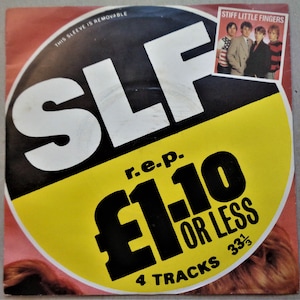 THIS SLEEVE IS REMOVABLE
STIFF LITTLE FINGERS
SLF
r.e.p.
£1·10
OR LESS
4 TRACKS 33⅓